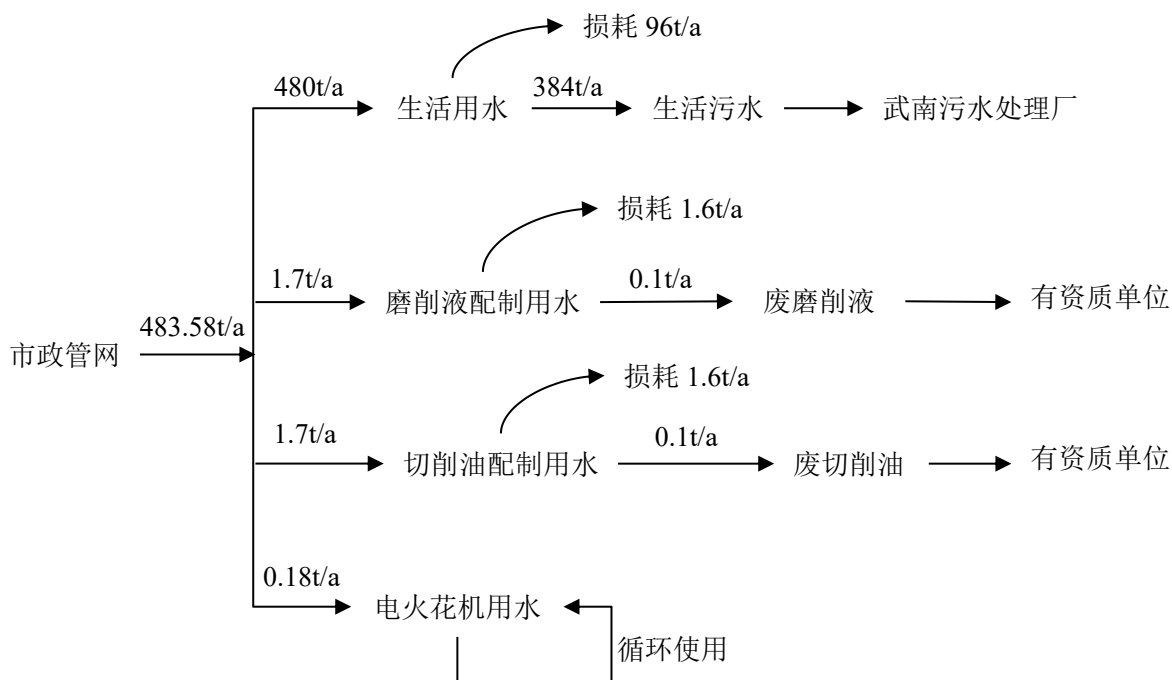 损耗 96t/a
480t/a
生活用水
384t/a
生活污水
武南污水处理厂
损耗 1.6t/a
1.7t/a
磨削液配制用水
0.1t/a
废磨削液
有资质单位
市政管网
483.58t/a
损耗 1.6t/a
1.7t/a
切削油配制用水
0.1t/a
废切削油
有资质单位
0.18t/a
电火花机用水
循环使用